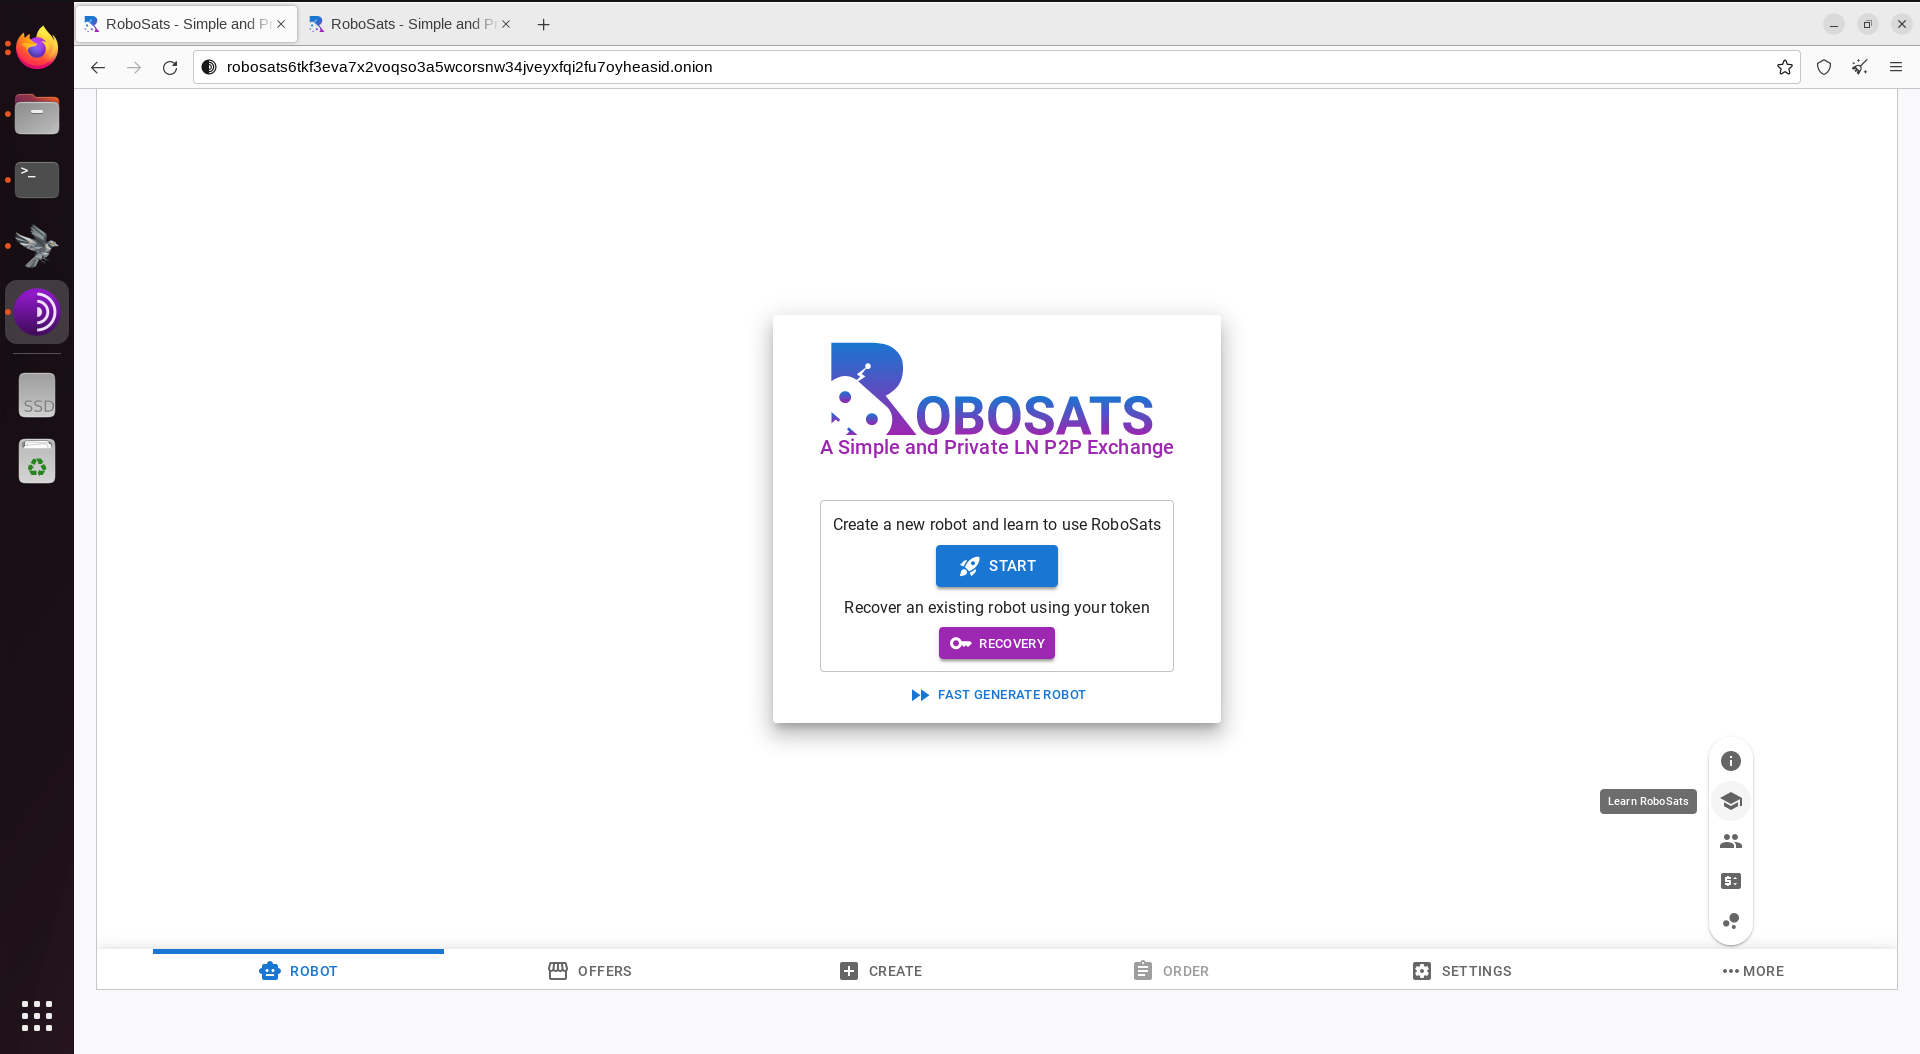 RoboSats - Simple and Pr
RoboSats - Simple and Pr
robosats6tkf3eva7x2voqso3a5wcorsnw34jveyxfqi2fu7oyheasid.onion
>_
SSD
ROBOSATS
A Simple and Private LN P2P Exchange
Create a new robot and learn to use RoboSats
START
Recover an existing robot using your token
RECOVERY
FAST GENERATE ROBOT
Learn RoboSats
ROBOT
OFFERS
CREATE
ORDER
SETTINGS
MORE